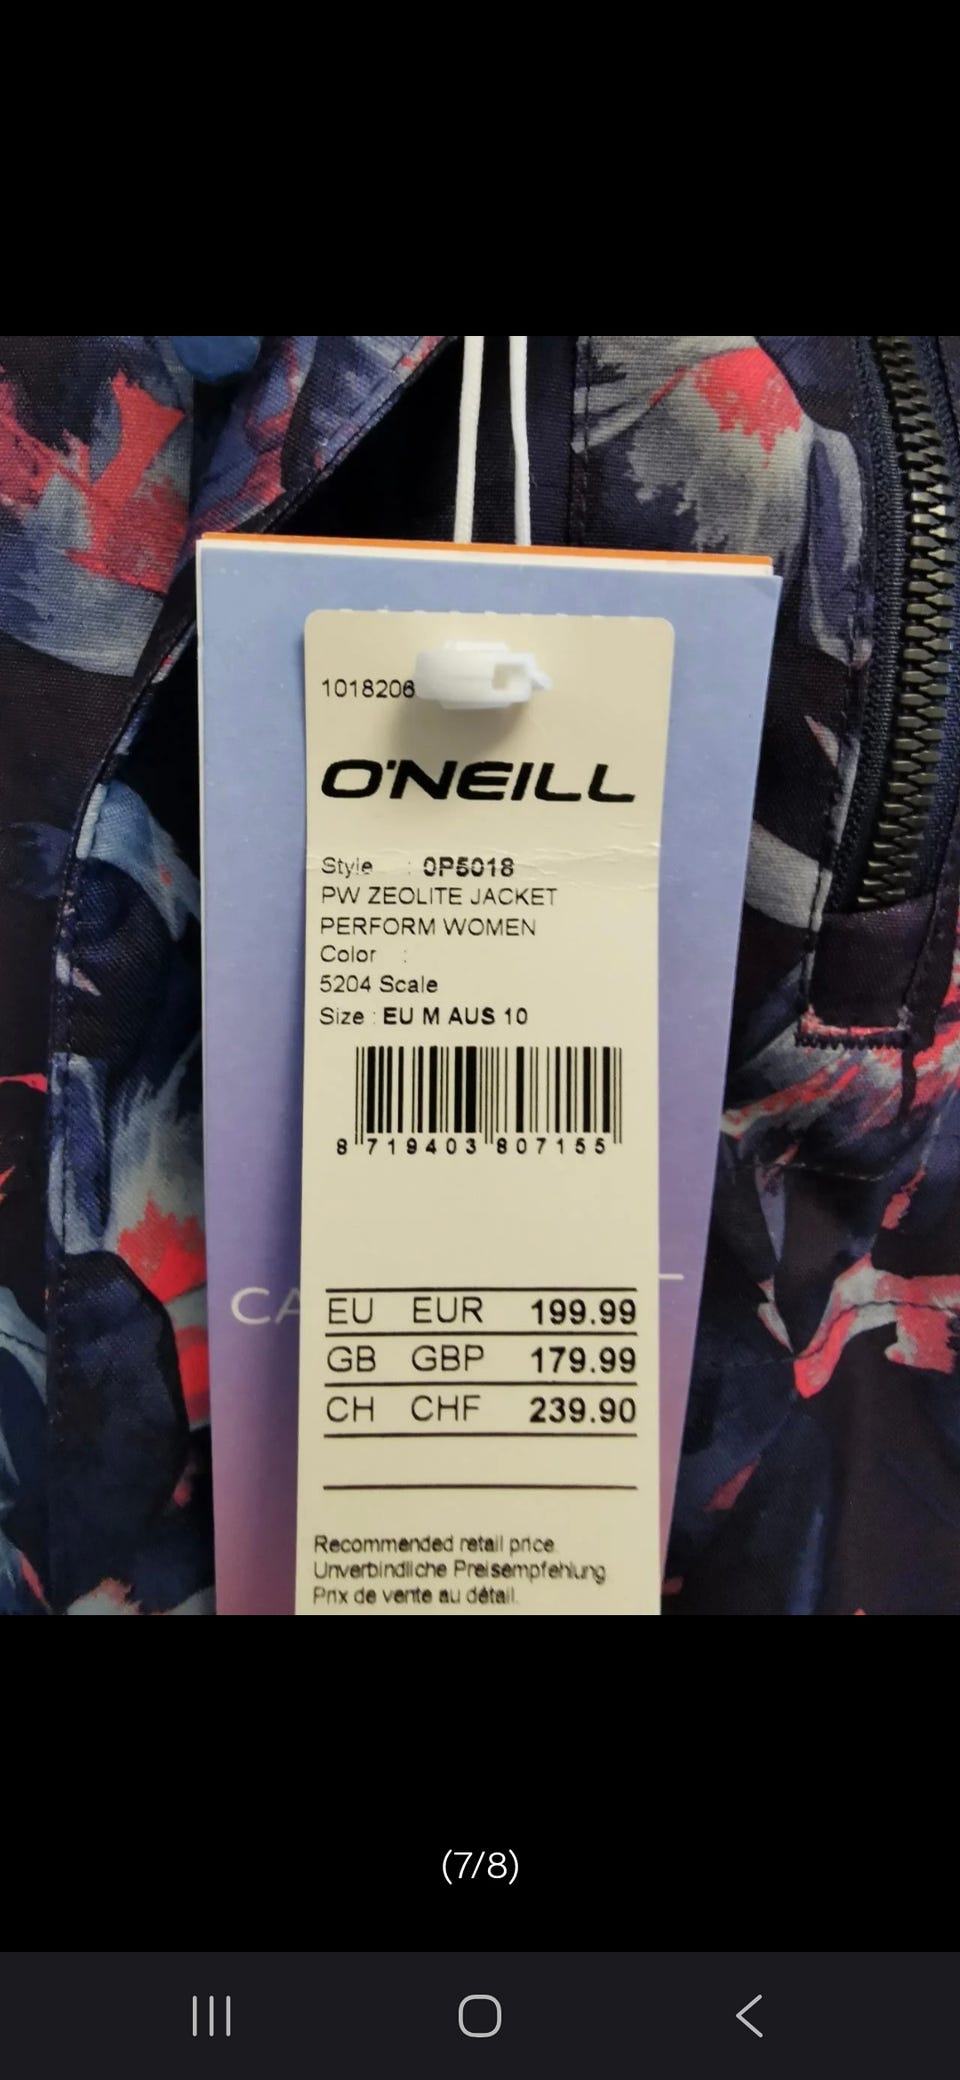 1018206
O'NEILL
Style : 0P5018
PW ZEOLITE JACKET
PERFORM WOMEN
Color :
5204 Scale
Size : EU M AUS 10
8 719403 807155
CA
EU EUR 199.99
GB GBP 179.99
CH CHF 239.90
Recommended retail price.
Unverbindliche Preisempfehlung
Prix de vente au détail.
(7/8)